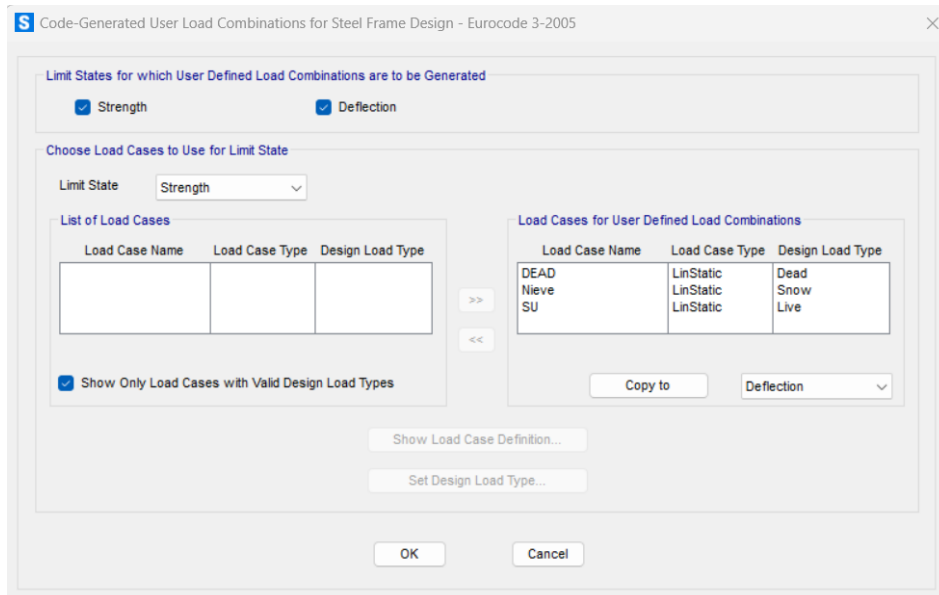 S Code-Generated User Load Combinations for Steel Frame Design - Eurocode 3-2005
Limit States for which User Defined Load Combinations are to be Generated
Strength Deflection
Choose Load Cases to Use for Limit State
Limit State Strength
List of Load Cases
Load Case Name Load Case Type Design Load Type
>>
<<
Show Only Load Cases with Valid Design Load Types
Load Cases for User Defined Load Combinations
Load Case Name Load Case Type Design Load Type
DEAD LinStatic Dead
Nieve LinStatic Snow
SU LinStatic Live
Copy to Deflection
Show Load Case Definition...
Set Design Load Type...
OK Cancel